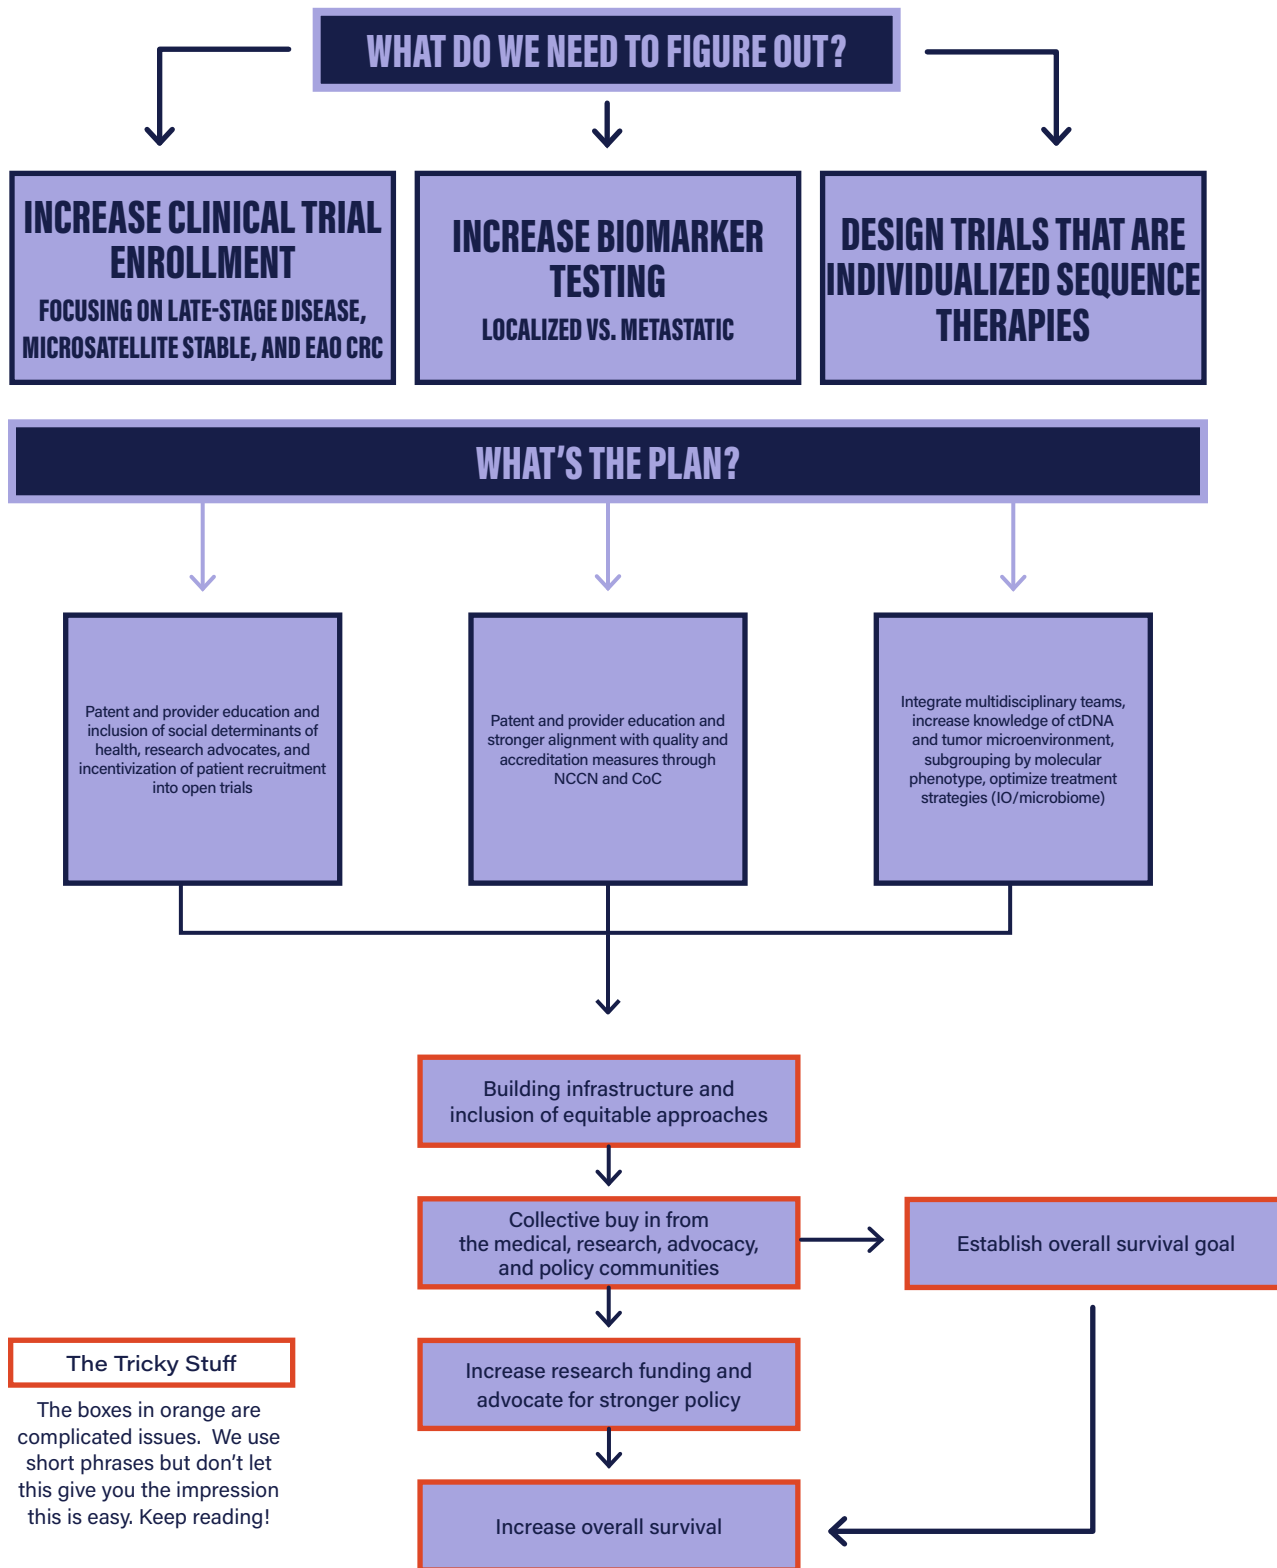 WHAT DO WE NEED TO FIGURE OUT?
INCREASE CLINICAL TRIAL
ENROLLMENT
FOCUSING ON LATE-STAGE DISEASE,
MICROSATELLITE STABLE, AND EAO CRC
INCREASE BIOMARKER
TESTING
LOCALIZED VS. METASTATIC
DESIGN TRIALS THAT ARE
INDIVIDUALIZED SEQUENCE
THERAPIES
WHAT'S THE PLAN?
Patent and provider education and
inclusion of social determinants of
health, research advocates, and
incentivization of patient recruitment
into open trials
Patent and provider education and
stronger alignment with quality and
accreditation measures through
NCCN and CoC
Integrate multidisciplinary teams,
increase knowledge of ctDNA
and tumor microenvironment,
subgrouping by molecular
phenotype, optimize treatment
strategies (IO/microbiome)
Building infrastructure and
inclusion of equitable approaches
Collective buy in from
the medical, research, advocacy,
and policy communities
Establish overall survival goal
Increase research funding and
advocate for stronger policy
Increase overall survival
The Tricky Stuff
The boxes in orange are
complicated issues.  We use
short phrases but don't let
this give you the impression
this is easy. Keep reading!